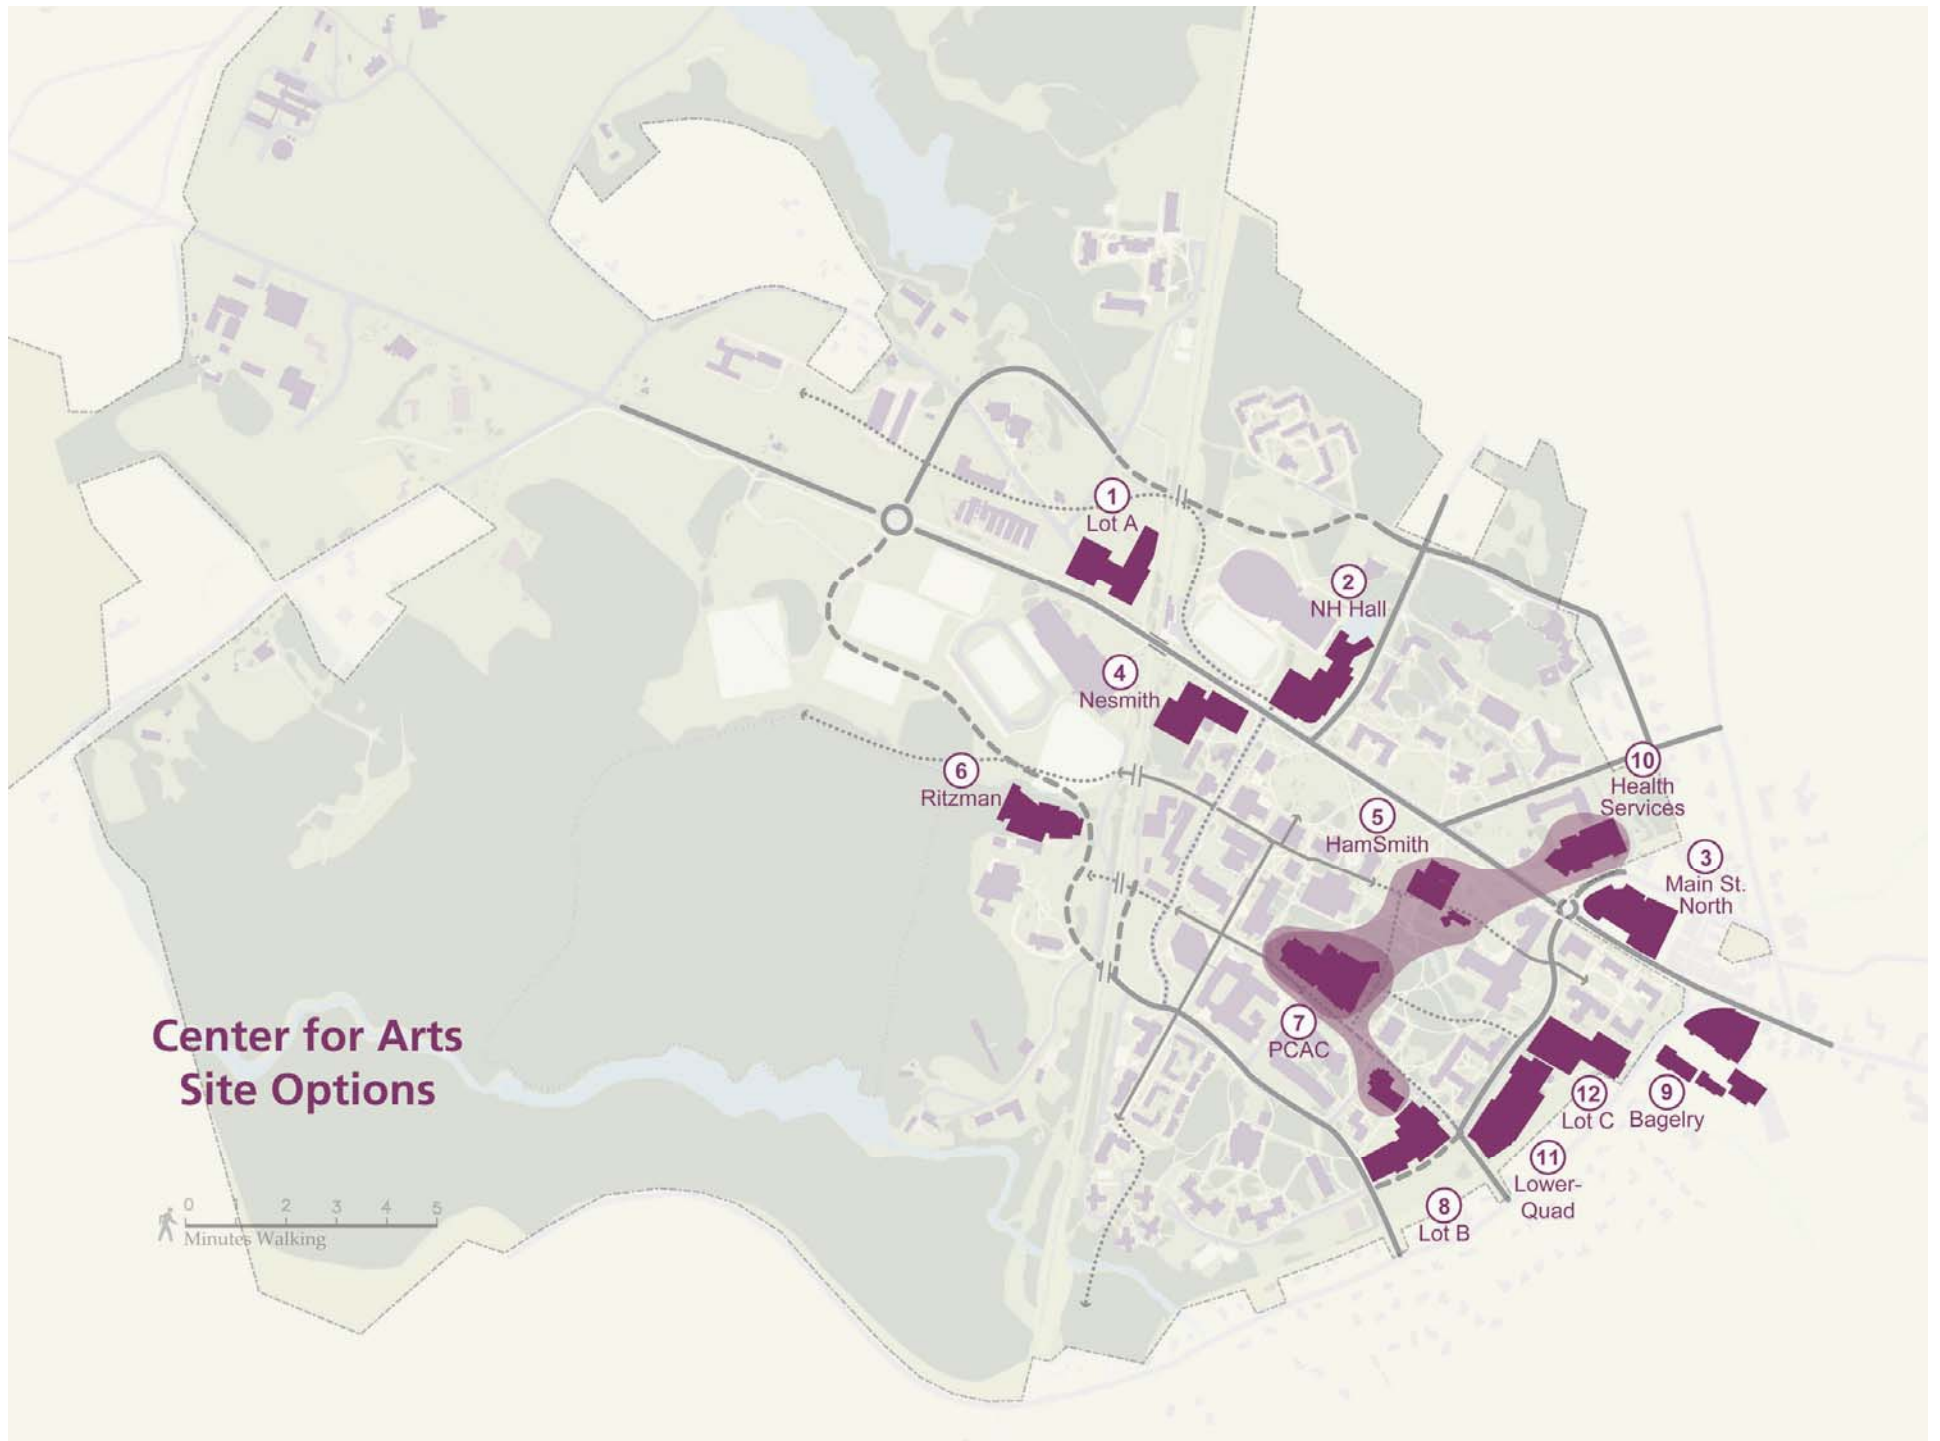 1
Lot A
2
NH Hall
4
Nesmith
6
Ritzman
5
HamSmith
10
Health
Services
3
Main St.
North
7
PCAC
12
Lot C
9
Bagelry
11
Lower-
Quad
8
Lot B
Center for Arts
Site Options
0 1 2 3 4 5
Minutes Walking